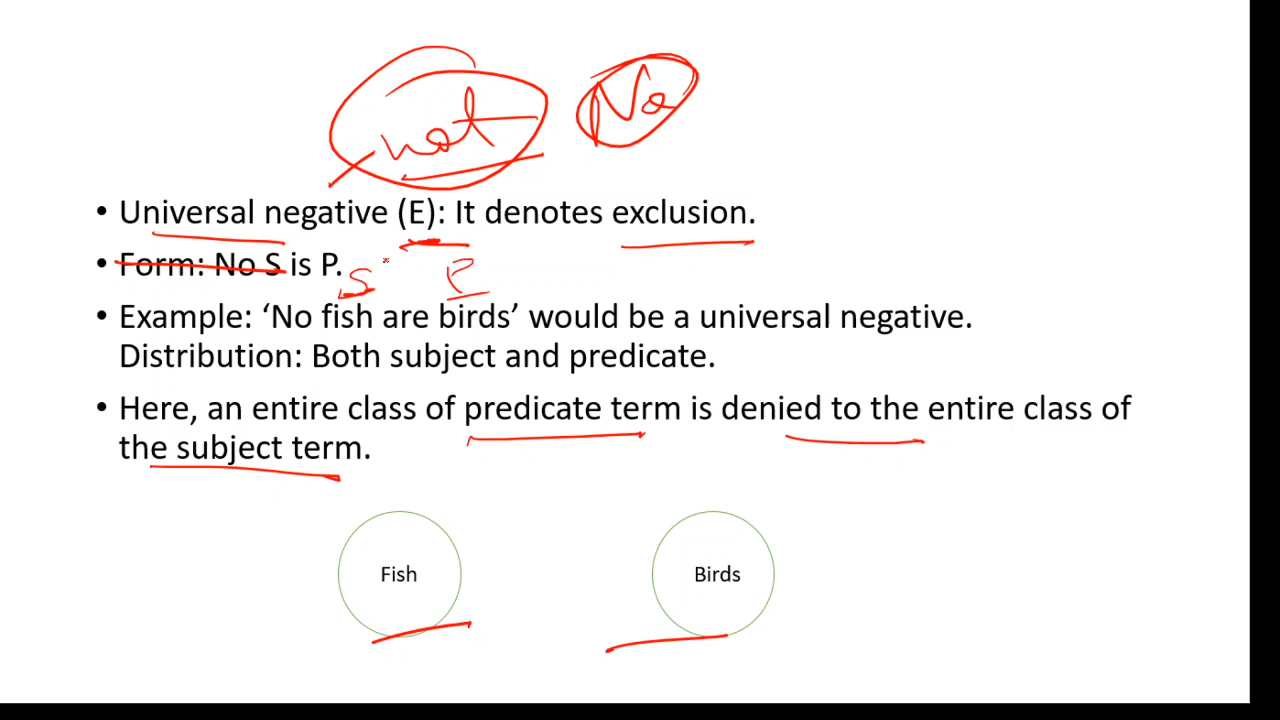 not No
• Universal negative (E): It denotes exclusion.
• Form: No S is P.
S P
• Example: ‘No fish are birds’ would be a universal negative.
Distribution: Both subject and predicate.
• Here, an entire class of predicate term is denied to the entire class of
the subject term.
Fish Birds